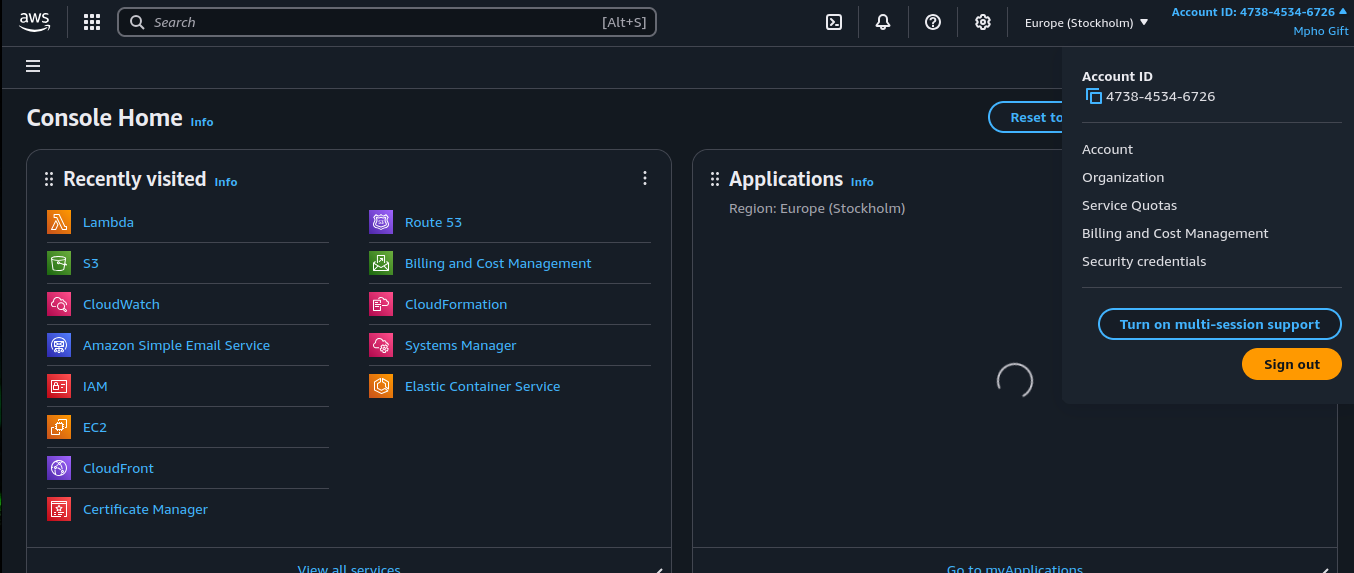 aws
Search [Alt+S]
Europe (Stockholm)
Account ID: 4738-4534-6726
Mpho Gift
Account ID
4738-4534-6726
Account
Organization
Service Quotas
Billing and Cost Management
Security credentials
Turn on multi-session support
Sign out
Console Home Info
Reset to
Recently visited Info
Lambda
S3
CloudWatch
Amazon Simple Email Service
IAM
EC2
CloudFront
Certificate Manager
Route 53
Billing and Cost Management
CloudFormation
Systems Manager
Elastic Container Service
View all services
Applications Info
Region: Europe (Stockholm)
Go to myApplications